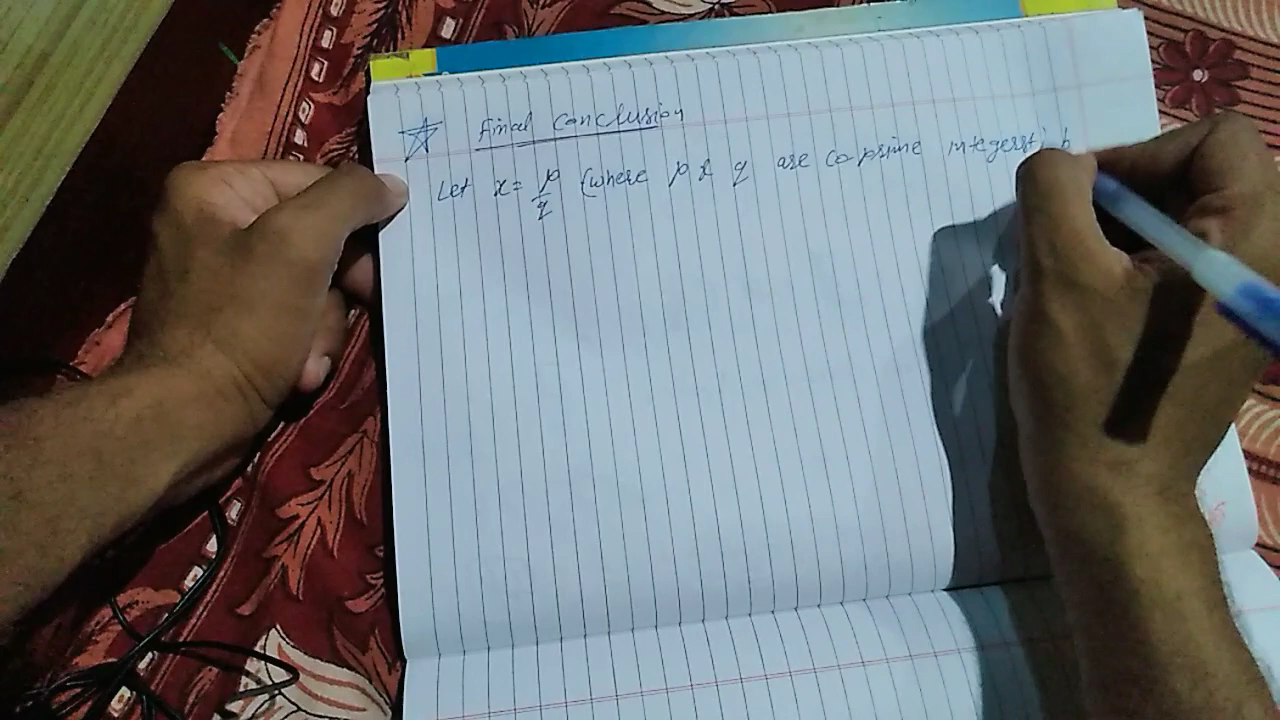 Final conclusion
Let x = p/q (where p & q are co-prime integers)